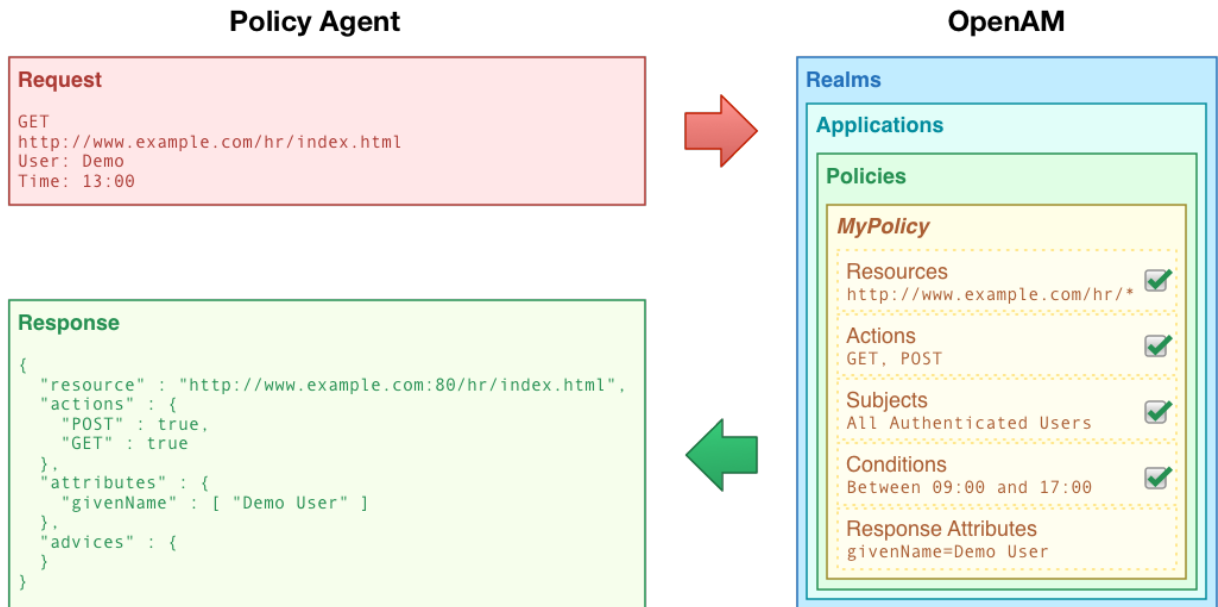 Policy Agent
Request
GET
http://www.example.com/hr/index.html
User: Demo
Time: 13:00
Response
{
  "resource" : "http://www.example.com:80/hr/index.html",
  "actions" : {
    "POST" : true,
    "GET" : true
  },
  "attributes" : {
    "givenName" : [ "Demo User" ]
  },
  "advices" : {
  }
}
OpenAM
Realms
Applications
Policies
MyPolicy
Resources
http://www.example.com/hr/*
Actions
GET, POST
Subjects
All Authenticated Users
Conditions
Between 09:00 and 17:00
Response Attributes
givenName=Demo User